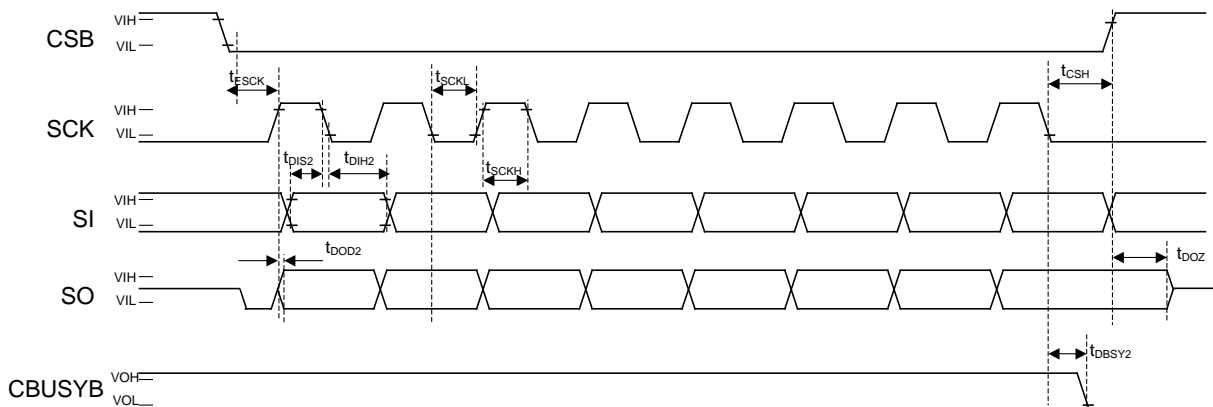 CSB
VIH
VIL
tESCK
tSCKL
tCSH
SCK
VIH
VIL
tDIS2
tDIH2
tSCKH
SI
VIH
VIL
tDOD2
tDOZ
SO
VIH
VIL
tDBSY2
CBUSYB
VOH
VOL